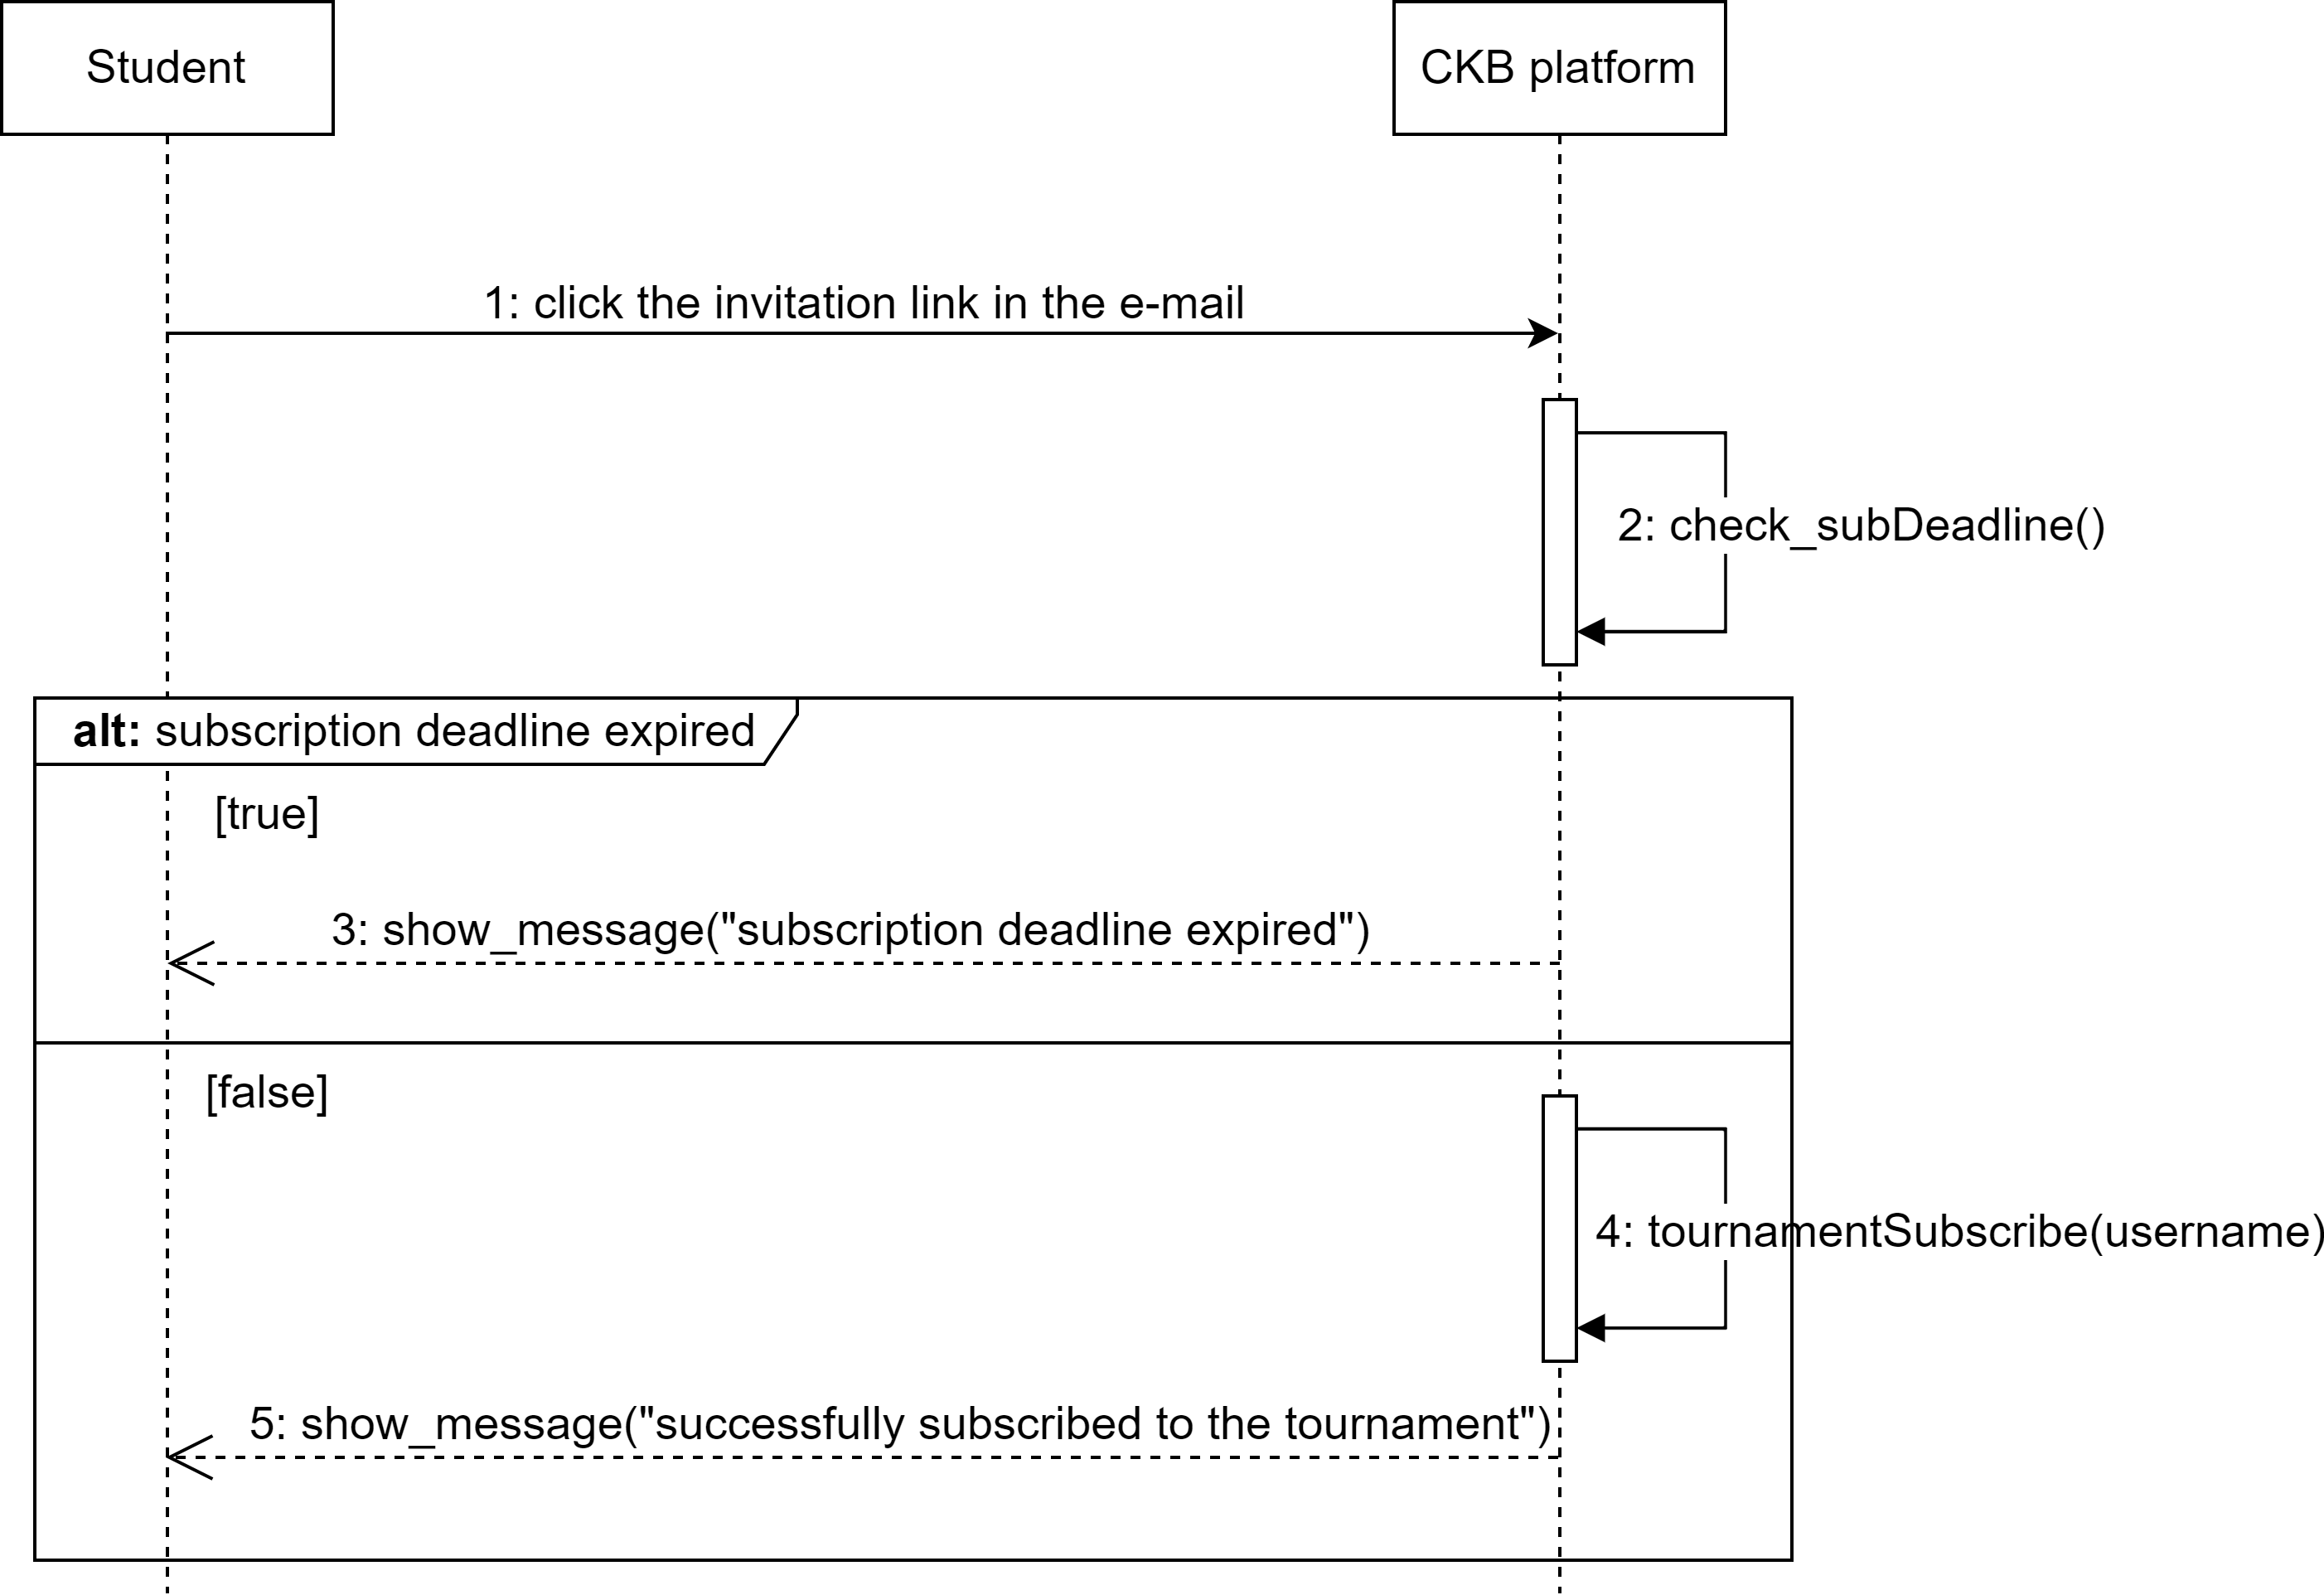 Student
CKB platform
1: click the invitation link in the e-mail
2: check_subDeadline()
alt: subscription deadline expired
[true]
3: show_message("subscription deadline expired")
[false]
4: tournamentSubscribe(username)
5: show_message("successfully subscribed to the tournament")